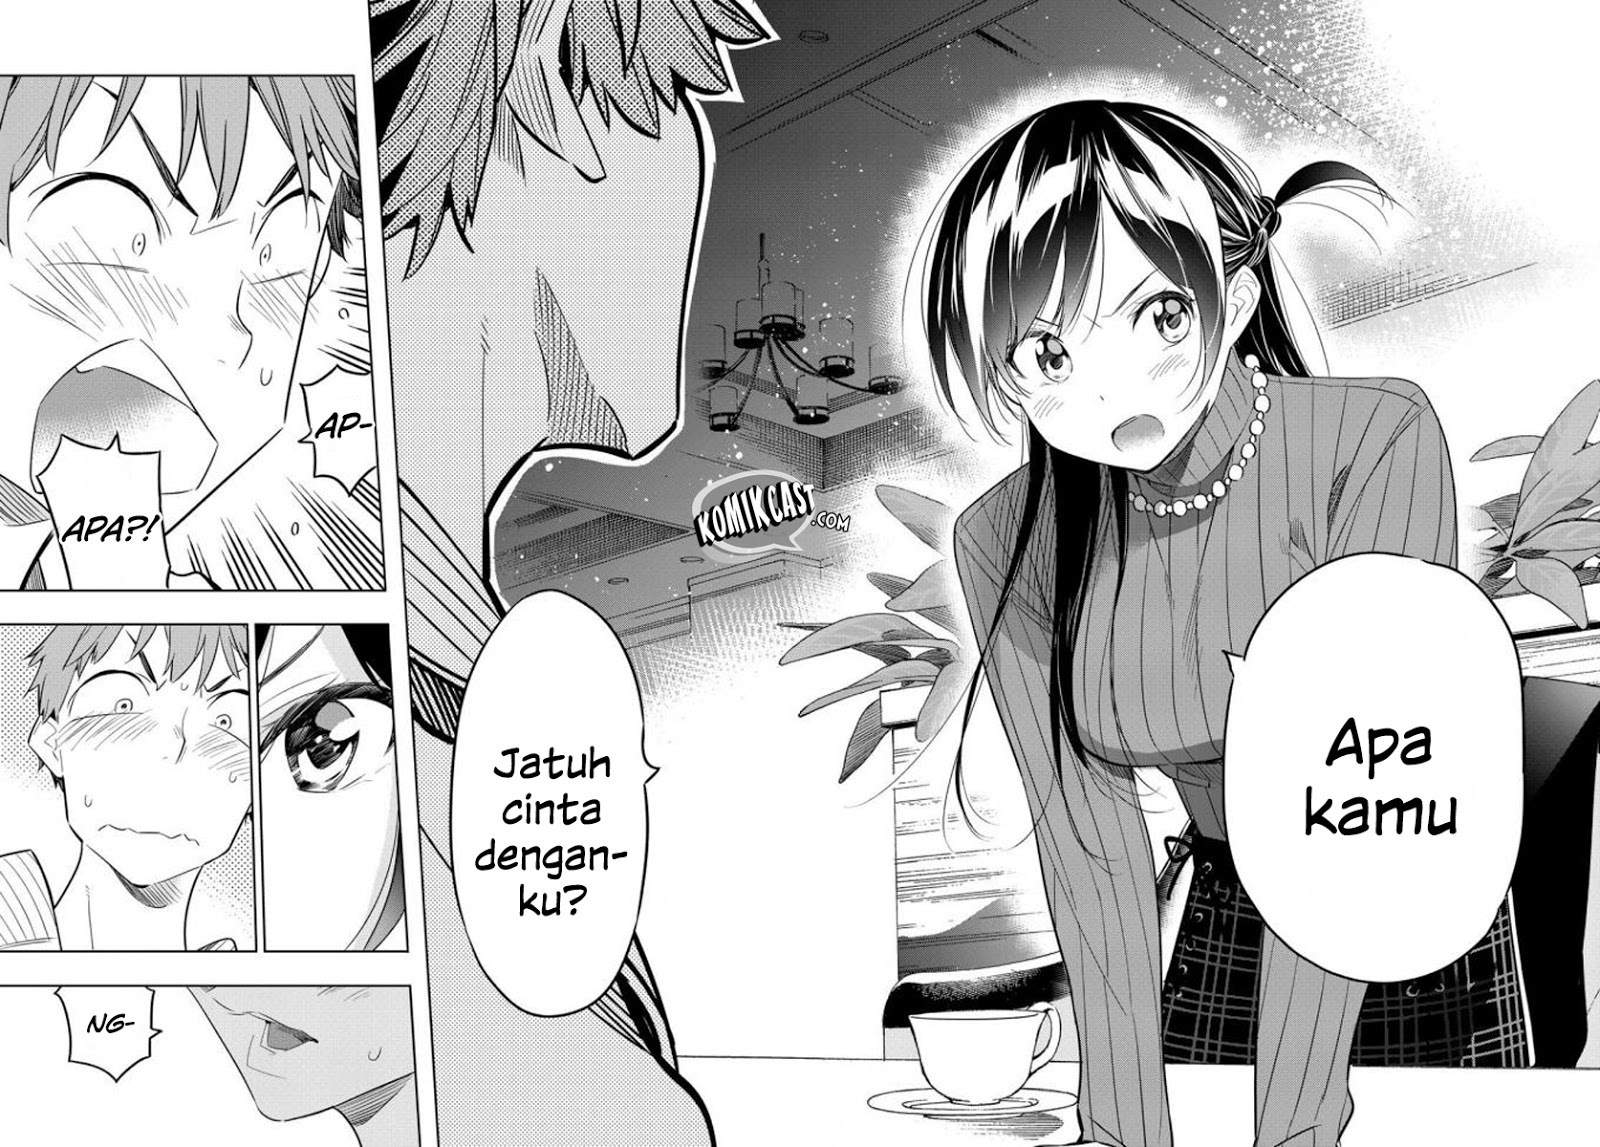 Apa
kamu
Jatuh
cinta
dengan-
ku?
AP-
APA?!
NG-
KOMIKCAST
.COM